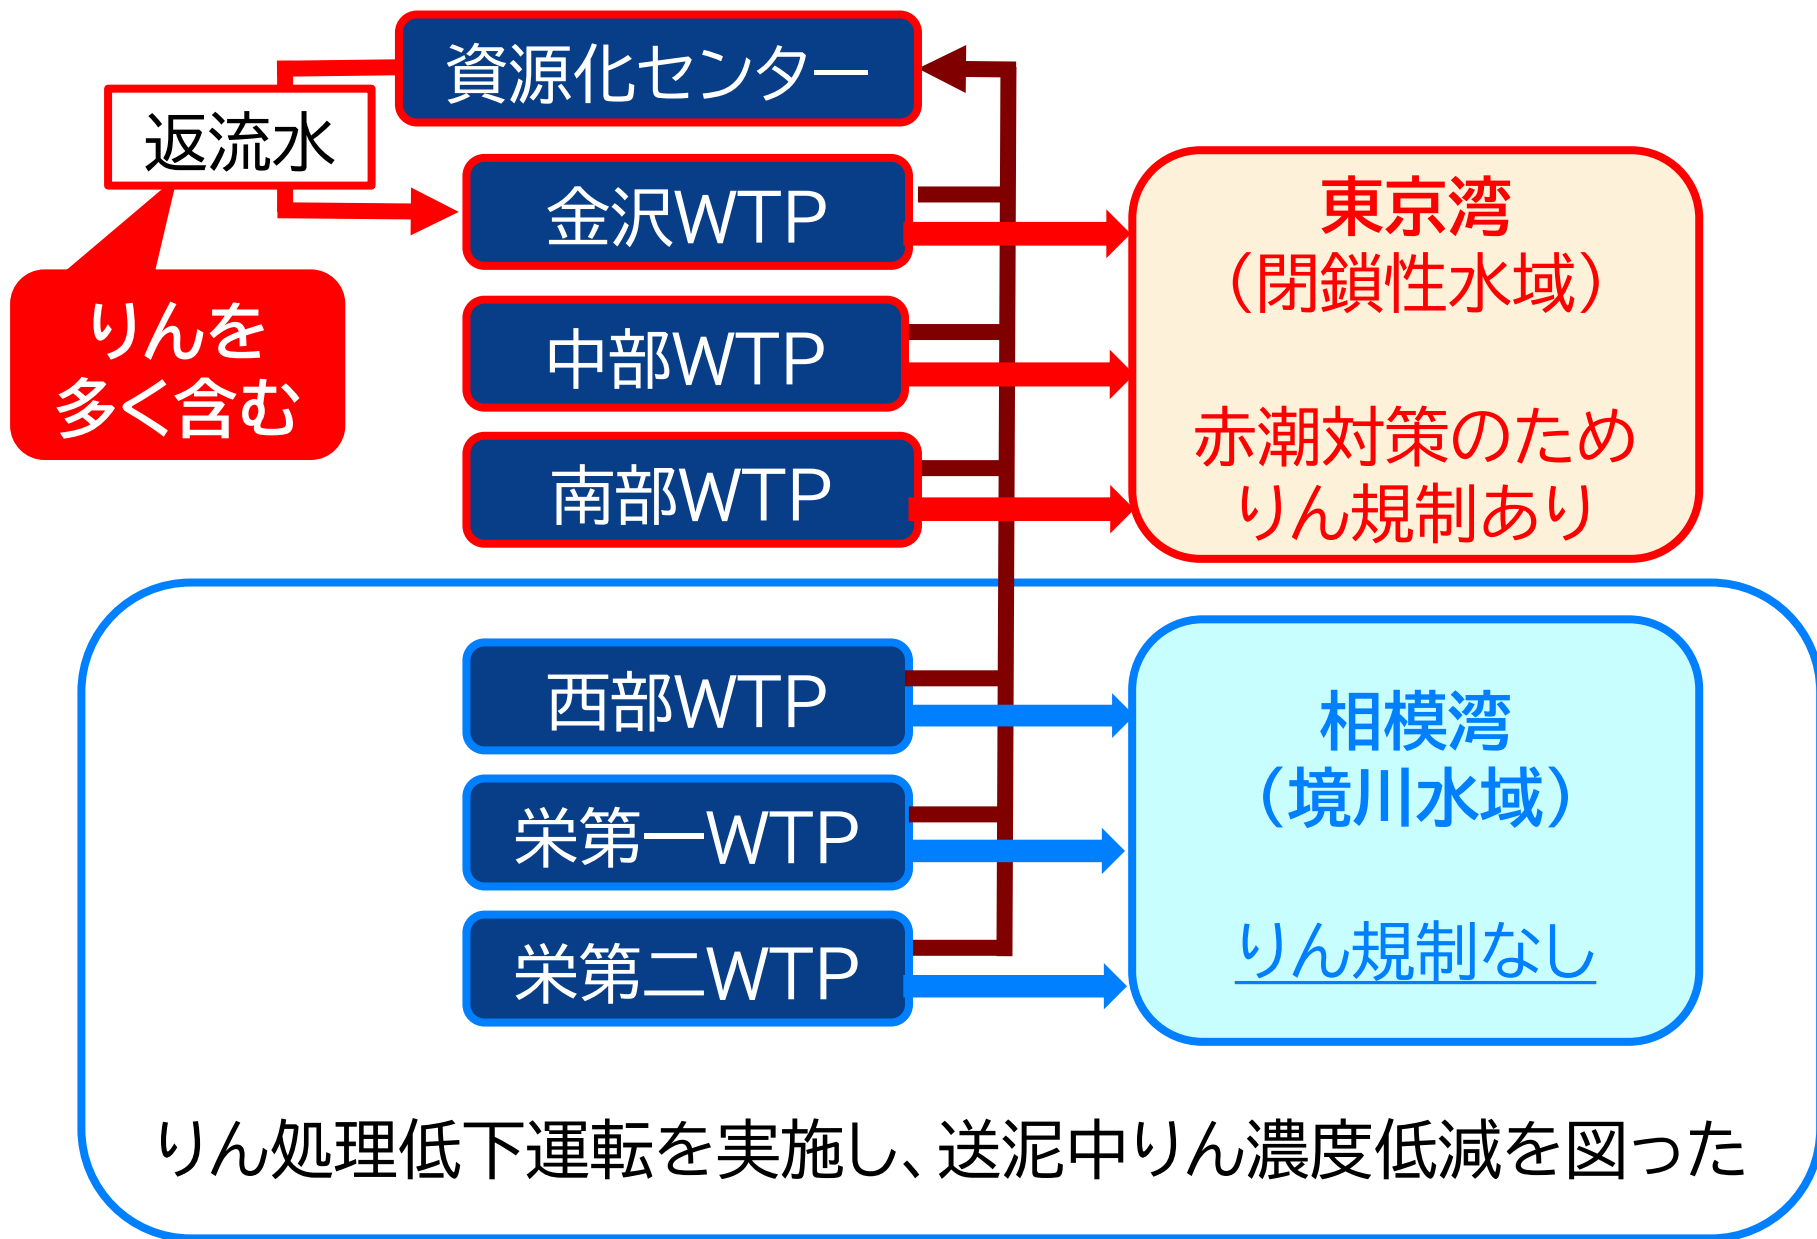 資源化センター
返流水
りんを
多く含む
金沢WTP
中部WTP
南部WTP
東京湾
（閉鎖性水域）
赤潮対策のため
りん規制あり
西部WTP
栄第一WTP
栄第二WTP
相模湾
（境川水域）
りん規制なし
りん処理低下運転を実施し、送泥中りん濃度低減を図った